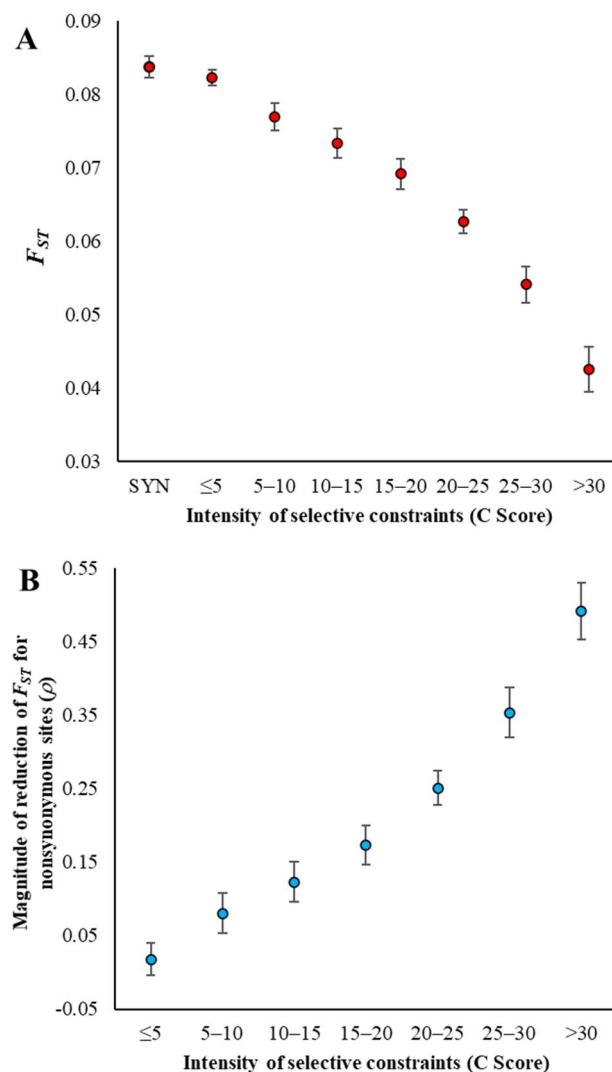 A
0.09
0.08
0.07
0.06
0.05
0.04
0.03
F_ST
SYN ≤5 5–10 10–15 15–20 20–25 25–30 >30
Intensity of selective constraints (C Score)
B
0.55
0.45
0.35
0.25
0.15
0.05
-0.05
Magnitude of reduction of F_ST for
nonsynonymous sites (ρ)
≤5 5–10 10–15 15–20 20–25 25–30 >30
Intensity of selective constraints (C Score)